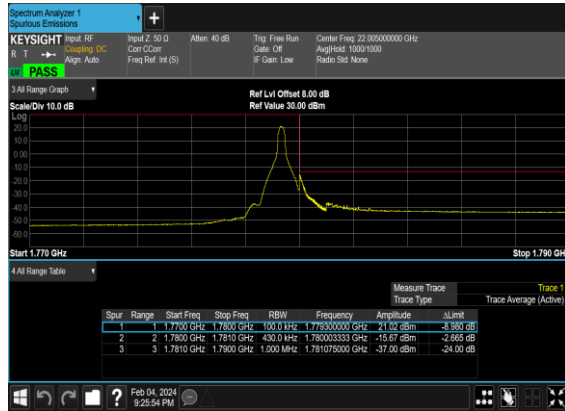 Spectrum Analyzer 1
Spurious Emissions
KEYSIGHT Input: RF Input Z: 50 Ω Atten: 40 dB Trig: Free Run Center Freq: 22.005000000 GHz
R T Coupling: DC Corr CCorr Gate: Off Avg|Hold: 1000/1000
Align: Auto Freq Ref: Int (S) IF Gain: Low Radio Std: None
PASS
3 All Range Graph
Ref Lvl Offset 8.00 dB
Scale/Div 10.0 dB Ref Value 30.00 dBm
Log
20.0
10.0
0.00
-10.0
-20.0
-30.0
-40.0
-50.0
-60.0
Start 1.770 GHz Stop 1.790 GH
4 All Range Table
Measure Trace Trace 1
Trace Type Trace Average (Active)
Spur Range Start Freq Stop Freq RBW Frequency Amplitude ΔLimit
1 1 1.7700 GHz 1.7800 GHz 100.0 kHz 1.779300000 GHz 21.02 dBm -8.980 dB
2 2 1.7800 GHz 1.7810 GHz 430.0 kHz 1.780003333 GHz -15.67 dBm -2.665 dB
3 3 1.7810 GHz 1.7900 GHz 1.000 MHz 1.781075000 GHz -37.00 dBm -24.00 dB
Feb 04, 2024
9:25:54 PM